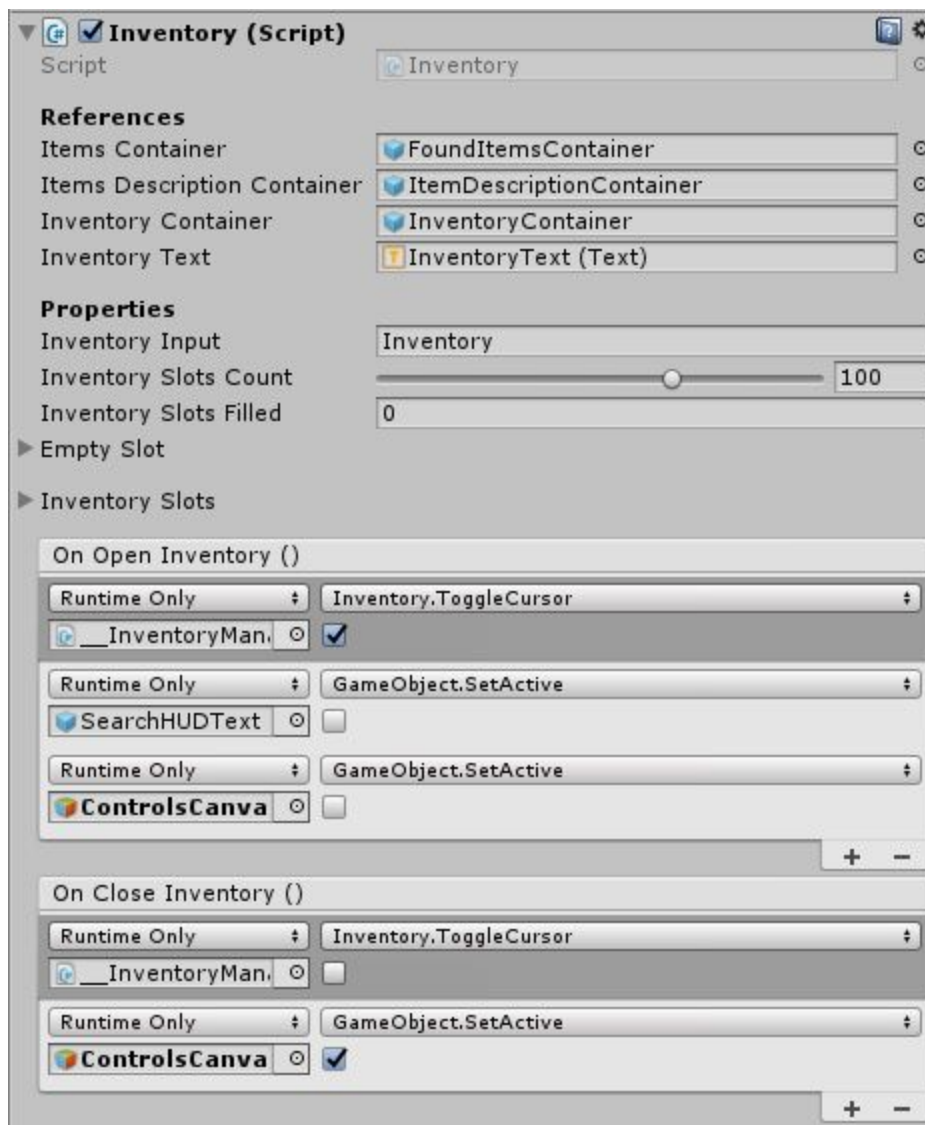 Inventory (Script)
Script Inventory
References
Items Container FoundItemsContainer
Items Description Container ItemDescriptionContainer
Inventory Container InventoryContainer
Inventory Text InventoryText (Text)
Properties
Inventory Input Inventory
Inventory Slots Count 100
Inventory Slots Filled 0
Empty Slot
Inventory Slots
On Open Inventory ()
Runtime Only Inventory.ToggleCursor
__InventoryMan
Runtime Only GameObject.SetActive
SearchHUDText
Runtime Only GameObject.SetActive
ControlsCanva
+ −
On Close Inventory ()
Runtime Only Inventory.ToggleCursor
__InventoryMan
Runtime Only GameObject.SetActive
ControlsCanva
+ −